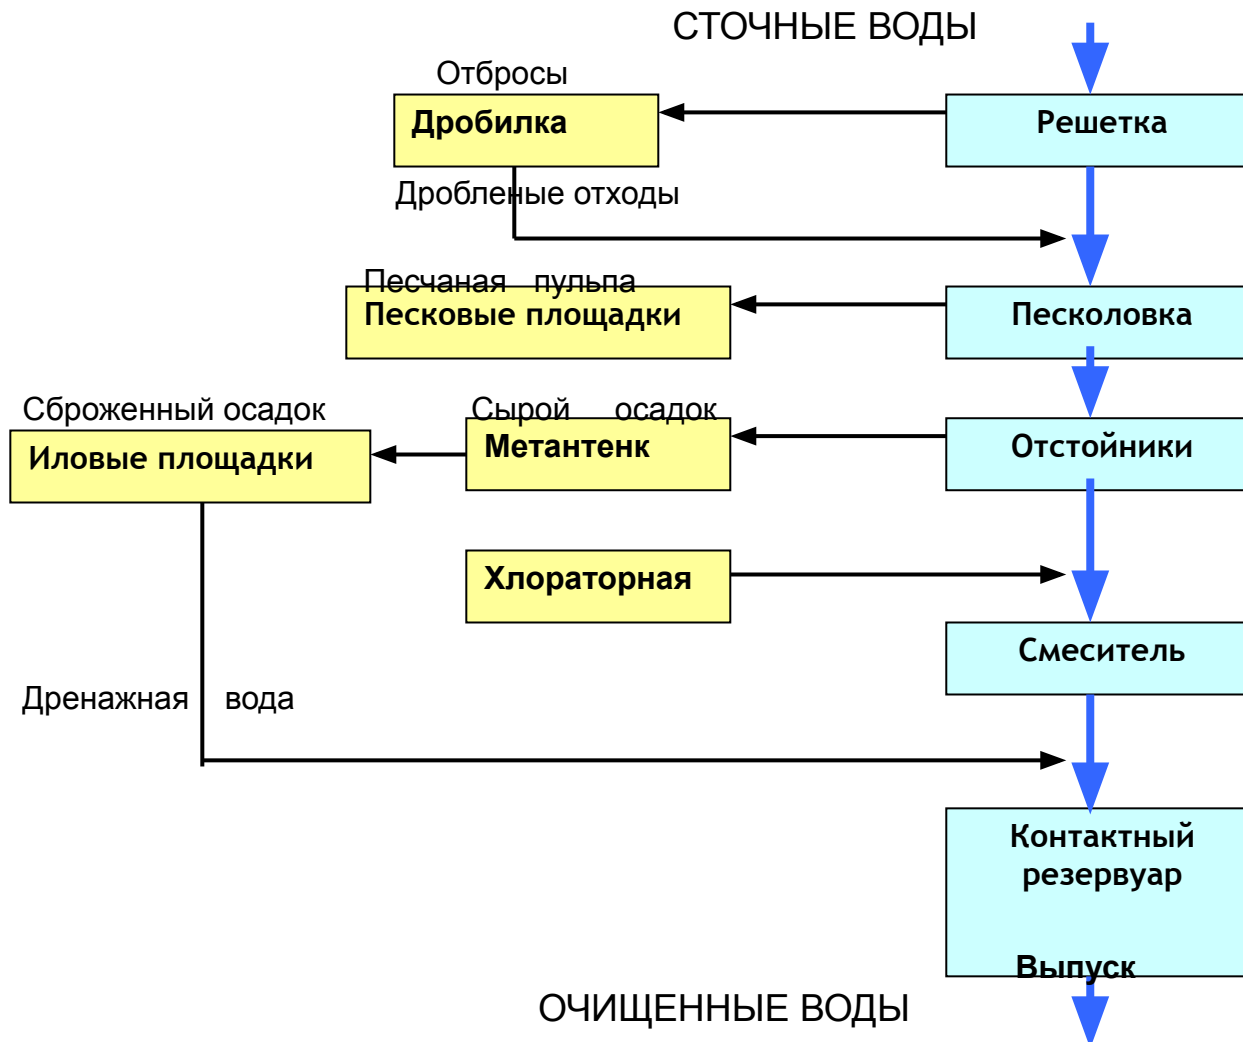 СТОЧНЫЕ ВОДЫ
Отбросы
Дробилка
Решетка
Дробленые отходы
Песчаная пульпа
Песковые площадки
Песколовка
Сброженный осадок
Сырой осадок
Иловые площадки
Метантенк
Отстойники
Хлораторная
Смеситель
Дренажная вода
Контактный
резервуар
Выпуск
ОЧИЩЕННЫЕ ВОДЫ